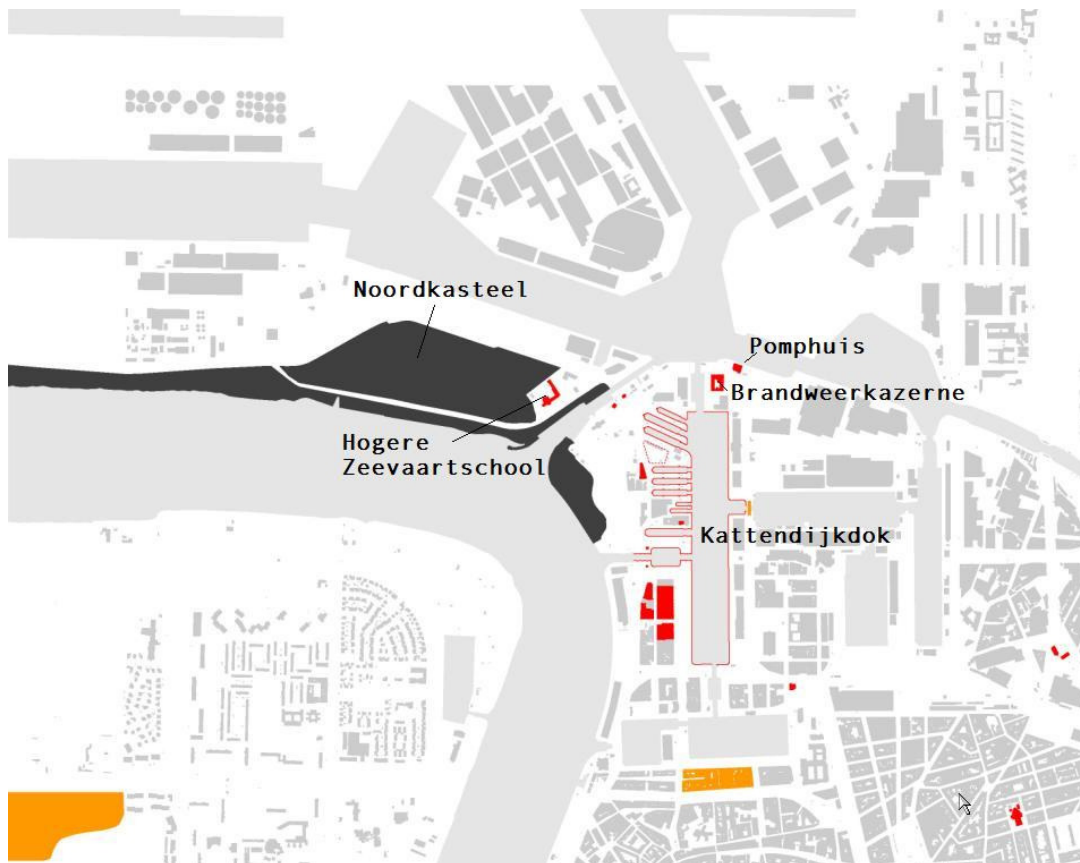 Noordkasteel
Pomphuis
Brandweerkazerne
Hogere
Zeevaartschool
Kattendijkdok